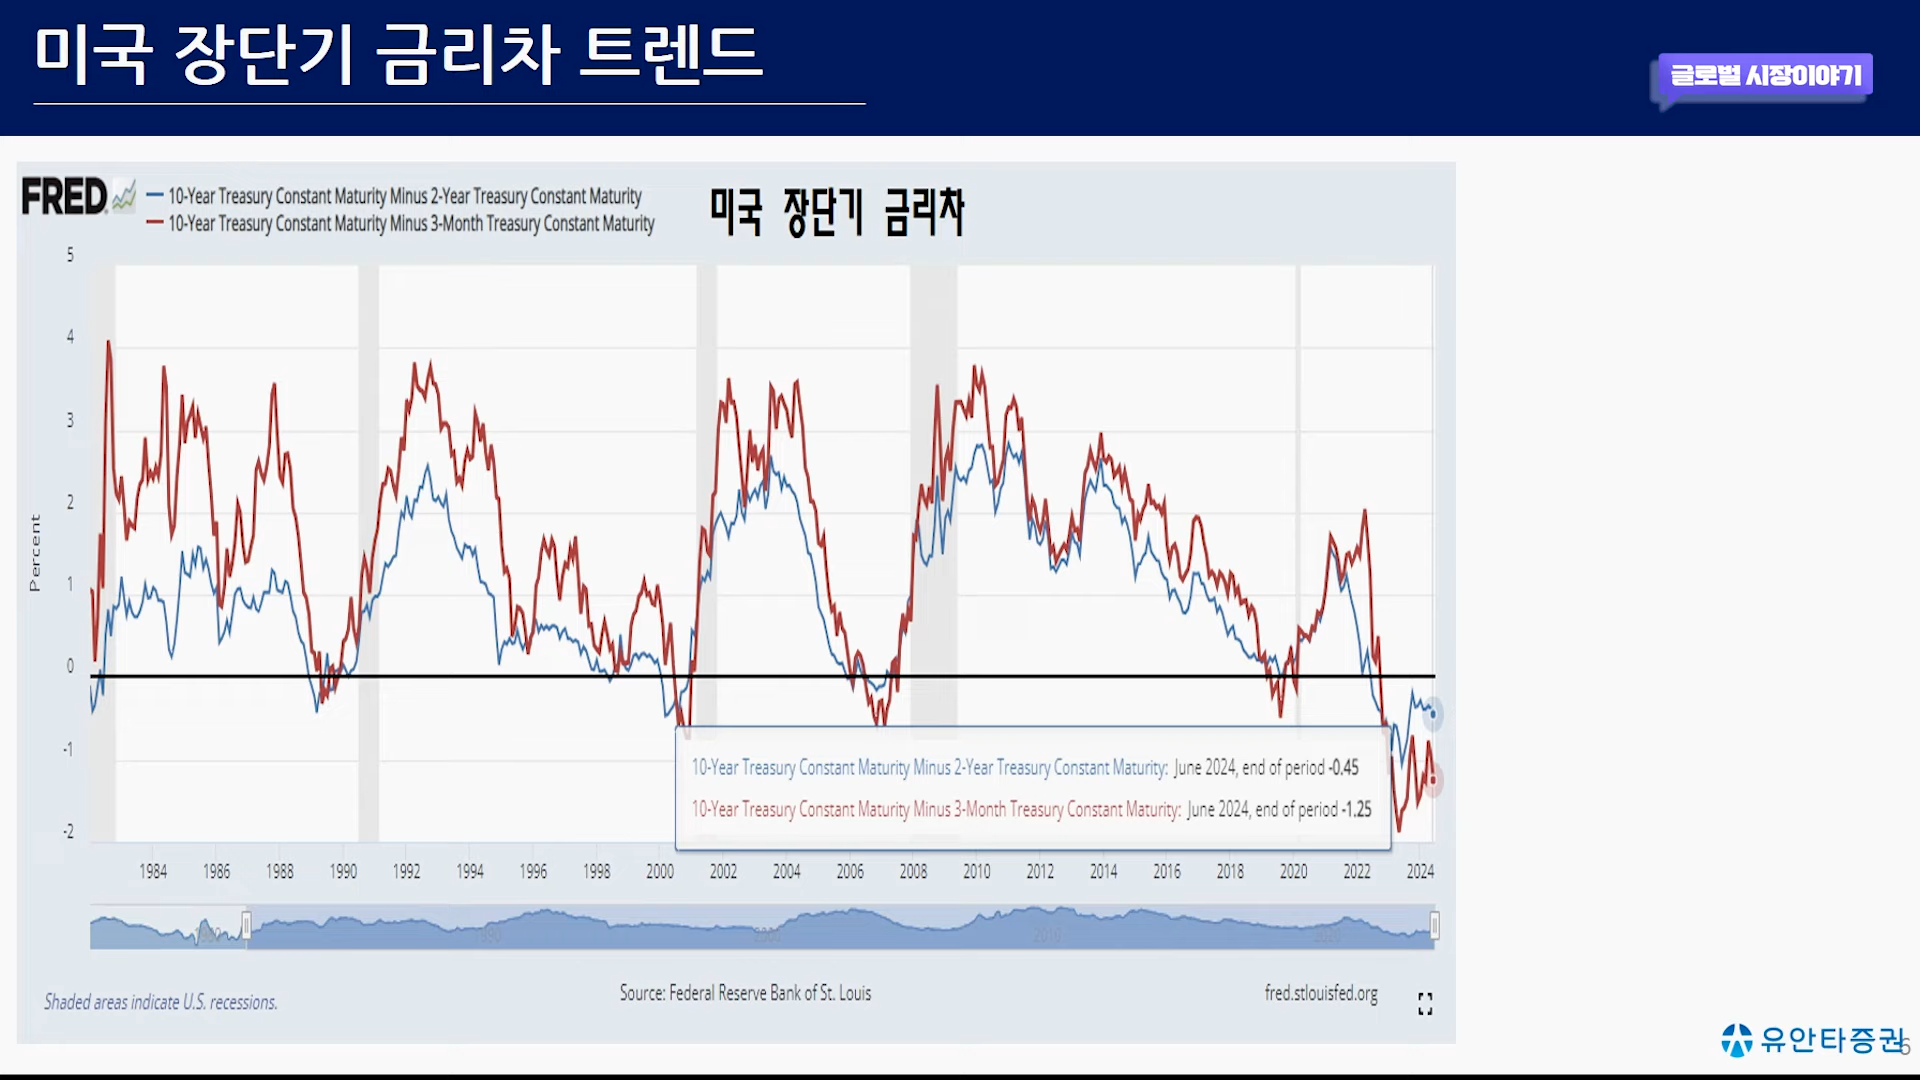 미국 장단기 금리차 트렌드
글로벌 시장이야기
FRED
10-Year Treasury Constant Maturity Minus 2-Year Treasury Constant Maturity
10-Year Treasury Constant Maturity Minus 3-Month Treasury Constant Maturity
미국 장단기 금리차
5
4
3
2
1
0
-1
-2
Percent
10-Year Treasury Constant Maturity Minus 2-Year Treasury Constant Maturity: June 2024, end of period -0.45
10-Year Treasury Constant Maturity Minus 3-Month Treasury Constant Maturity: June 2024, end of period -1.25
1984 1986 1988 1990 1992 1994 1996 1998 2000 2002 2004 2006 2008 2010 2012 2014 2016 2018 2020 2022 2024
1980 1990 2000 2010 2020
Shaded areas indicate U.S. recessions.
Source: Federal Reserve Bank of St. Louis
fred.stlouisfed.org
유안타증권
6